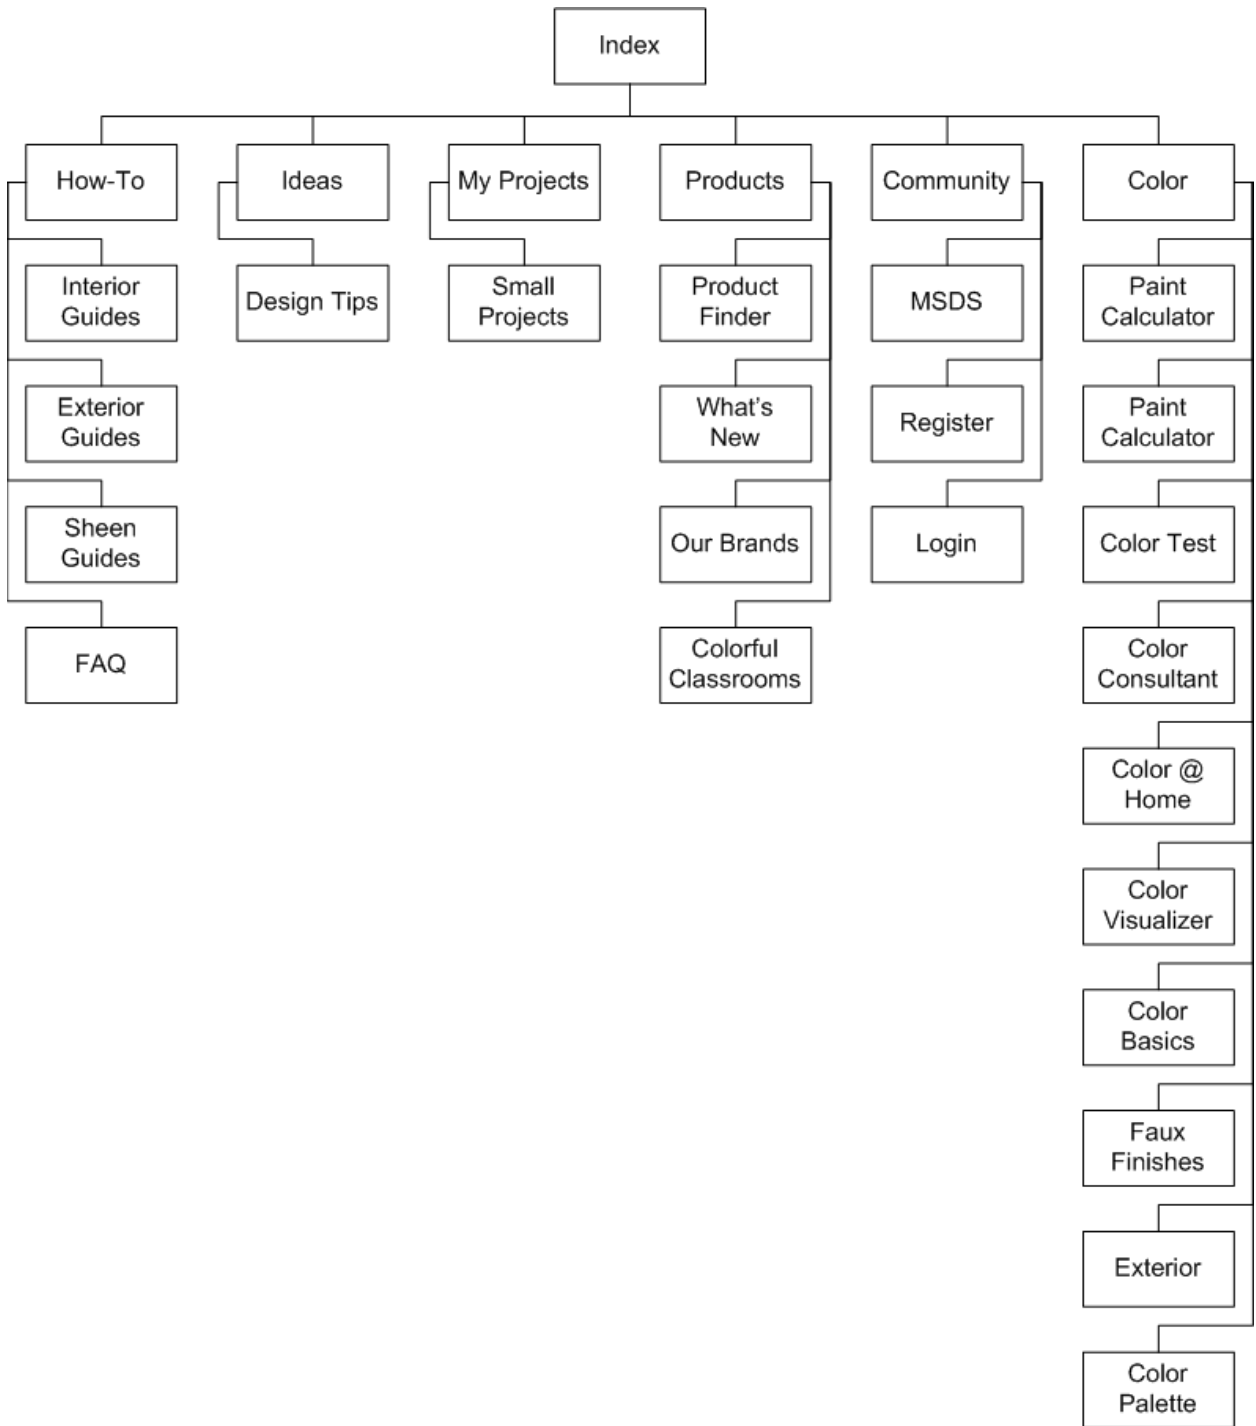 Index
How-To
Ideas
My Projects
Products
Community
Color
Interior
Guides
Design Tips
Small
Projects
Product
Finder
MSDS
Paint
Calculator
Exterior
Guides
What's
New
Register
Paint
Calculator
Sheen
Guides
Our Brands
Login
Color Test
FAQ
Colorful
Classrooms
Color
Consultant
Color @
Home
Color
Visualizer
Color
Basics
Faux
Finishes
Exterior
Color
Palette